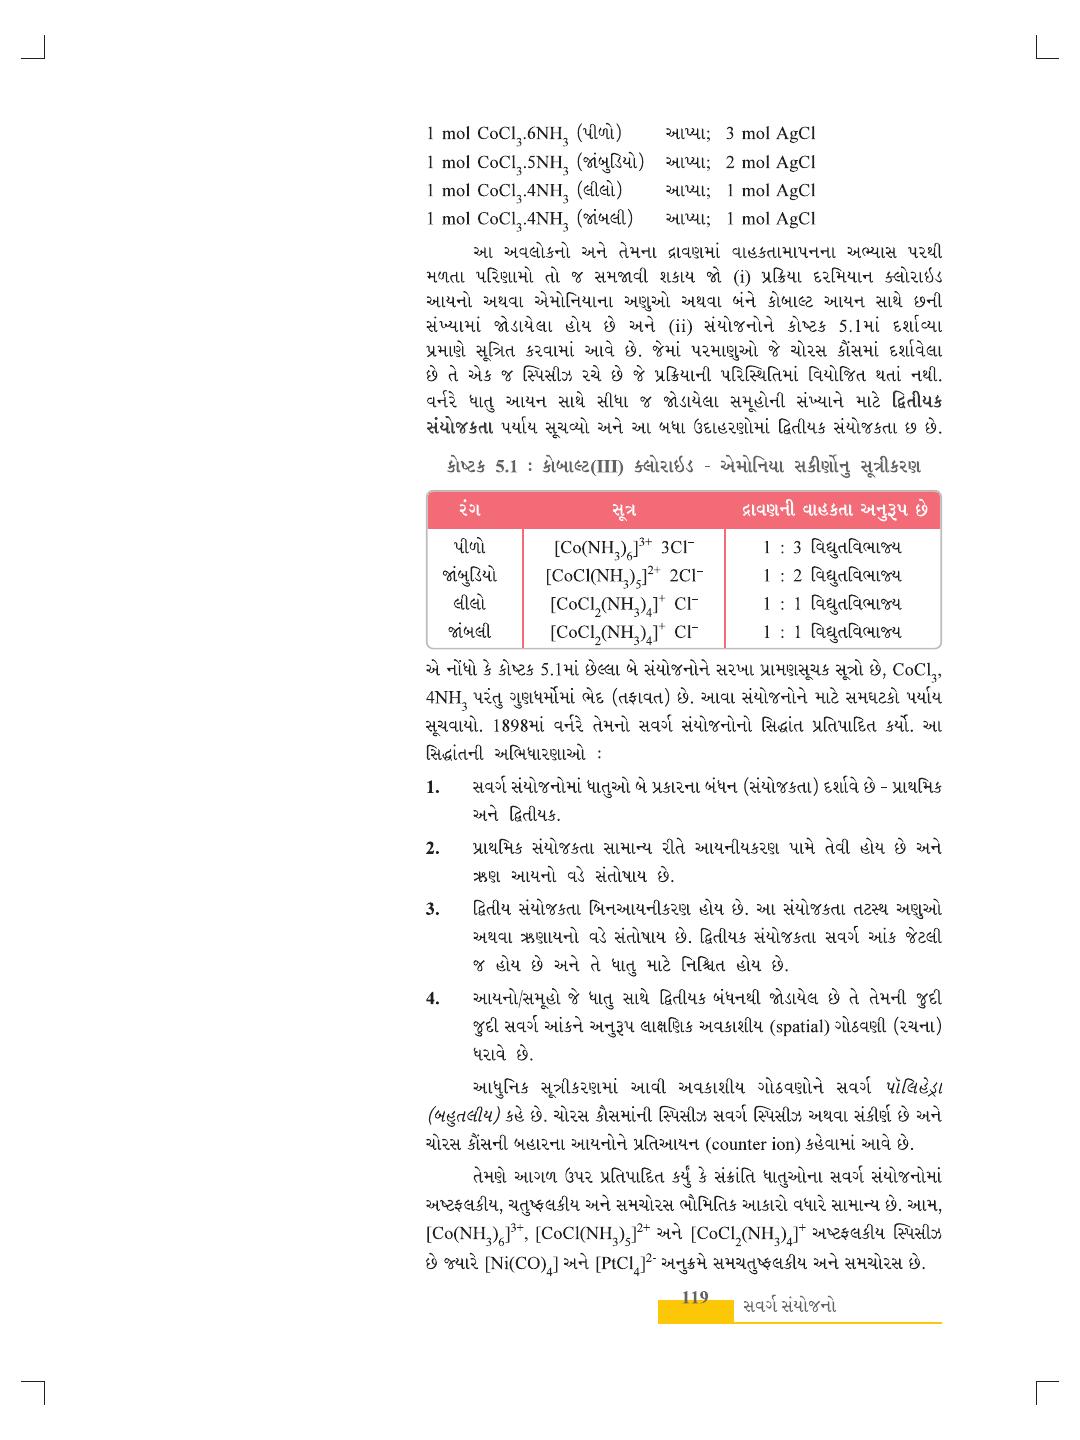 1 mol CoCl₃.6NH₃ (પીળો) આપ્યા; 3 mol AgCl
1 mol CoCl₃.5NH₃ (જાંબુડિયો) આપ્યા; 2 mol AgCl
1 mol CoCl₃.4NH₃ (લીલો) આપ્યા; 1 mol AgCl
1 mol CoCl₃.4NH₃ (જાંબલી) આપ્યા; 1 mol AgCl
આ અવલોકનો અને તેમના દ્રાવણમાં વાહકતામાપનના અભ્યાસ પરથી
મળતા પરિણામો તો જ સમજાવી શકાય જો (i) પ્રક્રિયા દરમિયાન ક્લોરાઇડ
આયનો અથવા એમોનિયાના અણુઓ અથવા બંને કોબાલ્ટ આયન સાથે છની
સંખ્યામાં જોડાયેલા હોય છે અને (ii) સંયોજનોને કોષ્ટક 5.1માં દર્શાવ્યા
પ્રમાણે સૂત્રિત કરવામાં આવે છે. જેમાં પરમાણુઓ જે ચોરસ કૌંસમાં દર્શાવેલા
છે તે એક જ સ્પિસીઝ રચે છે જે પ્રક્રિયાની પરિસ્થિતિમાં વિયોજિત થતાં નથી.
વર્નરે ધાતુ આયન સાથે સીધા જ જોડાયેલા સમૂહોની સંખ્યાને માટે દ્વિતીયક
સંયોજકતા પર્યાય સૂચવ્યો અને આ બધા ઉદાહરણોમાં દ્વિતીયક સંયોજકતા છ છે.
કોષ્ટક 5.1 : કોબાલ્ટ(III) ક્લોરાઇડ - એમોનિયા સકીર્ણોનુ સૂત્રીકરણ
રંગ સૂત્ર દ્રાવણની વાહકતા અનુરૂપ છે
પીળો [Co(NH₃)₆]³⁺ 3Cl⁻ 1 : 3 વિદ્યુતવિભાજ્ય
જાંબુડિયો [CoCl(NH₃)₅]²⁺ 2Cl⁻ 1 : 2 વિદ્યુતવિભાજ્ય
લીલો [CoCl₂(NH₃)₄]⁺ Cl⁻ 1 : 1 વિદ્યુતવિભાજ્ય
જાંબલી [CoCl₂(NH₃)₄]⁺ Cl⁻ 1 : 1 વિદ્યુતવિભાજ્ય
એ નોંધો કે કોષ્ટક 5.1માં છેલ્લા બે સંયોજનોને સરખા પ્રામણસૂચક સૂત્રો છે, CoCl₃,
4NH₃ પરંતુ ગુણધર્મોમાં ભેદ (તફાવત) છે. આવા સંયોજનોને માટે સમઘટકો પર્યાય
સૂચવાયો. 1898માં વર્નરે તેમનો સવર્ગ સંયોજનોનો સિદ્ધાંત પ્રતિપાદિત કર્યો. આ
સિદ્ધાંતની અભિધારણાઓ :
1. સવર્ગ સંયોજનોમાં ધાતુઓ બે પ્રકારના બંધન (સંયોજકતા) દર્શાવે છે - પ્રાથમિક
અને દ્વિતીયક.
2. પ્રાથમિક સંયોજકતા સામાન્ય રીતે આયનીયકરણ પામે તેવી હોય છે અને
ઋણ આયનો વડે સંતોષાય છે.
3. દ્વિતીય સંયોજકતા બિનઆયનીકરણ હોય છે. આ સંયોજકતા તટસ્થ અણુઓ
અથવા ઋણાયનો વડે સંતોષાય છે. દ્વિતીયક સંયોજકતા સવર્ગ આંક જેટલી
જ હોય છે અને તે ધાતુ માટે નિશ્ચિત હોય છે.
4. આયનો/સમૂહો જે ધાતુ સાથે દ્વિતીયક બંધનથી જોડાયેલ છે તે તેમની જુદી
જુદી સવર્ગ આંકને અનુરૂપ લાક્ષણિક અવકાશીય (spatial) ગોઠવણી (રચના)
ધરાવે છે.
આધુનિક સૂત્રીકરણમાં આવી અવકાશીય ગોઠવણોને સવર્ગ પૉલિહેડ્રા
(બહુતલીય) કહે છે. ચોરસ કૌસમાંની સ્પિસીઝ સવર્ગ સ્પિસીઝ અથવા સંકીર્ણ છે અને
ચોરસ કૌંસની બહારના આયનોને પ્રતિઆયન (counter ion) કહેવામાં આવે છે.
તેમણે આગળ ઉપર પ્રતિપાદિત કર્યું કે સંક્રાંતિ ધાતુઓના સવર્ગ સંયોજનોમાં
અષ્ટફલકીય, ચતુષ્ફલકીય અને સમચોરસ ભૌમિતિક આકારો વધારે સામાન્ય છે. આમ,
[Co(NH₃)₆]³⁺, [CoCl(NH₃)₅]²⁺ અને [CoCl₂(NH₃)₄]⁺ અષ્ટફલકીય સ્પિસીઝ
છે જ્યારે [Ni(CO)₄] અને [PtCl₄]²⁻ અનુક્રમે સમચતુષ્ફલકીય અને સમચોરસ છે.
119 સવર્ગ સંયોજનો